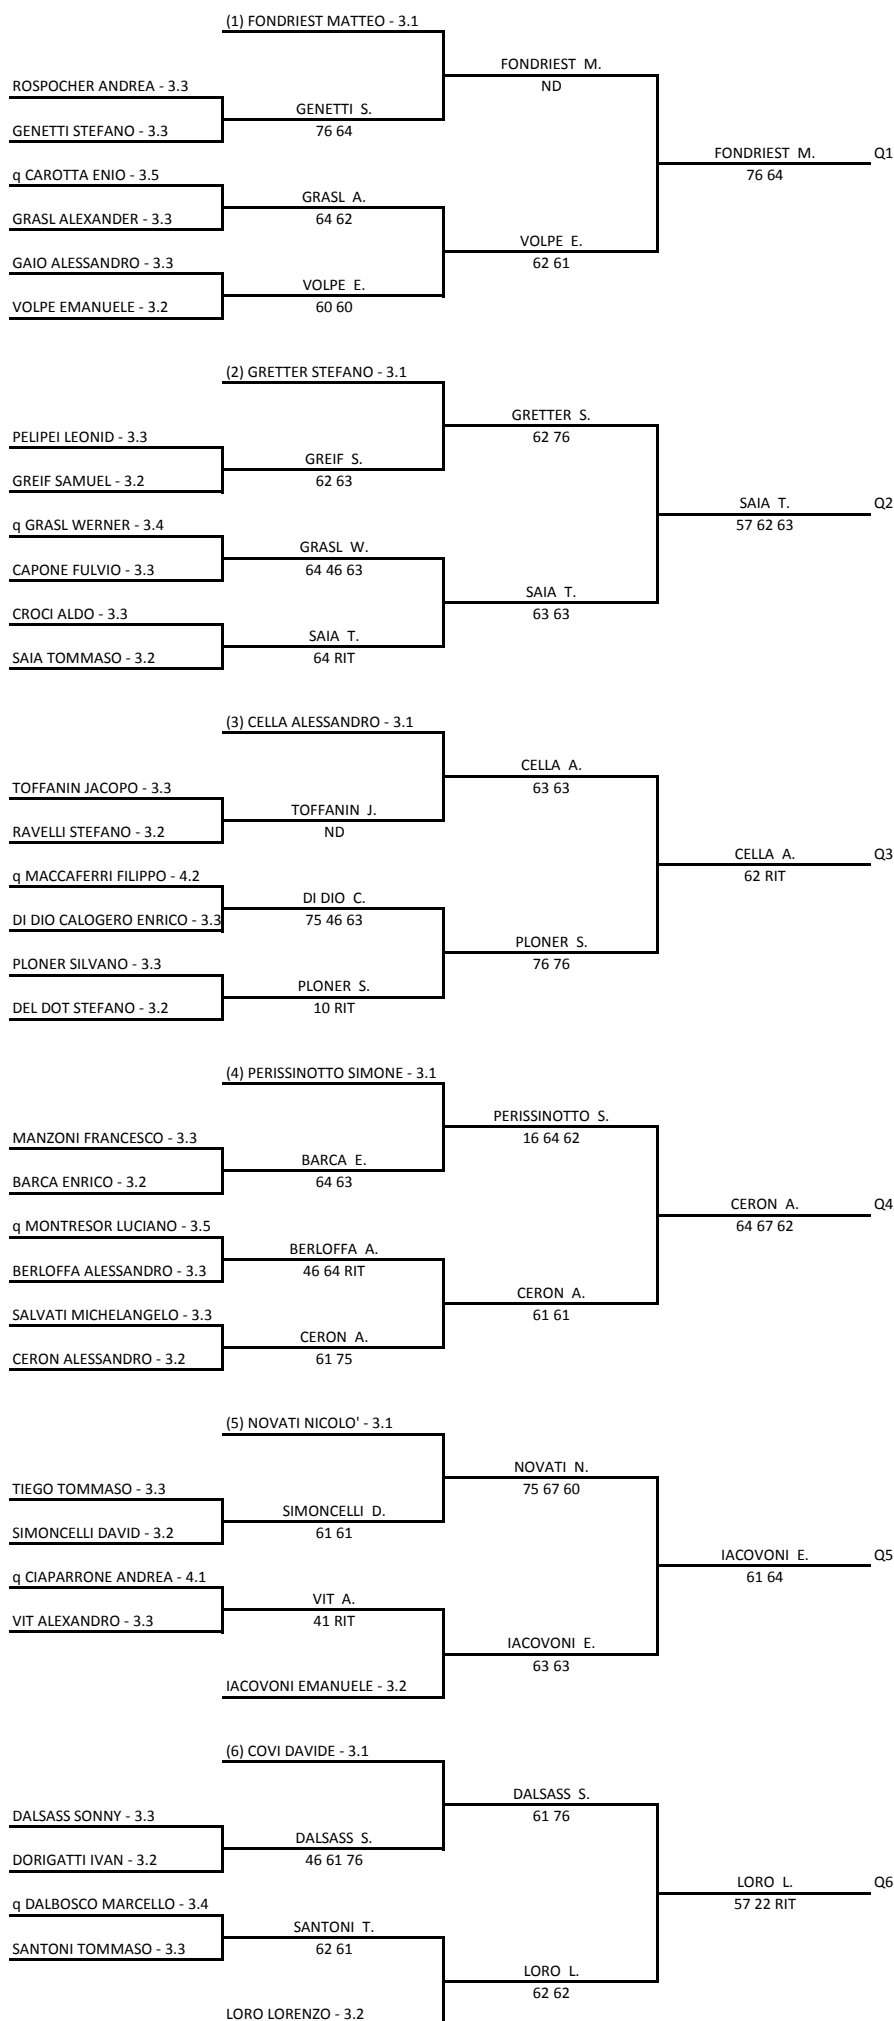 (1) FONDRIEST MATTEO - 3.1
FONDRIEST M.
ND
ROSPOCHER ANDREA - 3.3
GENETTI S.
76 64
GENETTI STEFANO - 3.3
FONDRIEST M.
76 64
Q1
q CAROTTA ENIO - 3.5
GRASL A.
64 62
GRASL ALEXANDER - 3.3
VOLPE E.
62 61
GAIO ALESSANDRO - 3.3
VOLPE E.
60 60
VOLPE EMANUELE - 3.2
(2) GRETTER STEFANO - 3.1
GRETTER S.
62 76
PELIPEI LEONID - 3.3
GREIF S.
62 63
GREIF SAMUEL - 3.2
SAIA T.
57 62 63
Q2
q GRASL WERNER - 3.4
GRASL W.
64 46 63
CAPONE FULVIO - 3.3
SAIA T.
63 63
CROCI ALDO - 3.3
SAIA T.
64 RIT
SAIA TOMMASO - 3.2
(3) CELLA ALESSANDRO - 3.1
CELLA A.
63 63
TOFFANIN JACOPO - 3.3
TOFFANIN J.
ND
RAVELLI STEFANO - 3.2
CELLA A.
62 RIT
Q3
q MACCAFERRI FILIPPO - 4.2
DI DIO C.
75 46 63
DI DIO CALOGERO ENRICO - 3.3
PLONER S.
76 76
PLONER SILVANO - 3.3
PLONER S.
10 RIT
DEL DOT STEFANO - 3.2
(4) PERISSINOTTO SIMONE - 3.1
PERISSINOTTO S.
16 64 62
MANZONI FRANCESCO - 3.3
BARCA E.
64 63
BARCA ENRICO - 3.2
CERON A.
64 67 62
Q4
q MONTRESOR LUCIANO - 3.5
BERLOFFA A.
46 64 RIT
BERLOFFA ALESSANDRO - 3.3
CERON A.
61 61
SALVATI MICHELANGELO - 3.3
CERON A.
61 75
CERON ALESSANDRO - 3.2
(5) NOVATI NICOLO' - 3.1
NOVATI N.
75 67 60
TIEGO TOMMASO - 3.3
SIMONCELLI D.
61 61
SIMONCELLI DAVID - 3.2
IACOVONI E.
61 64
Q5
q CIAPARRONE ANDREA - 4.1
VIT A.
41 RIT
VIT ALEXANDRO - 3.3
IACOVONI E.
63 63
IACOVONI EMANUELE - 3.2
(6) COVI DAVIDE - 3.1
DALSASS S.
61 76
DALSASS SONNY - 3.3
DALSASS S.
46 61 76
DORIGATTI IVAN - 3.2
LORO L.
57 22 RIT
Q6
q DALBOSCO MARCELLO - 3.4
SANTONI T.
62 61
SANTONI TOMMASO - 3.3
LORO L.
62 62
LORO LORENZO - 3.2